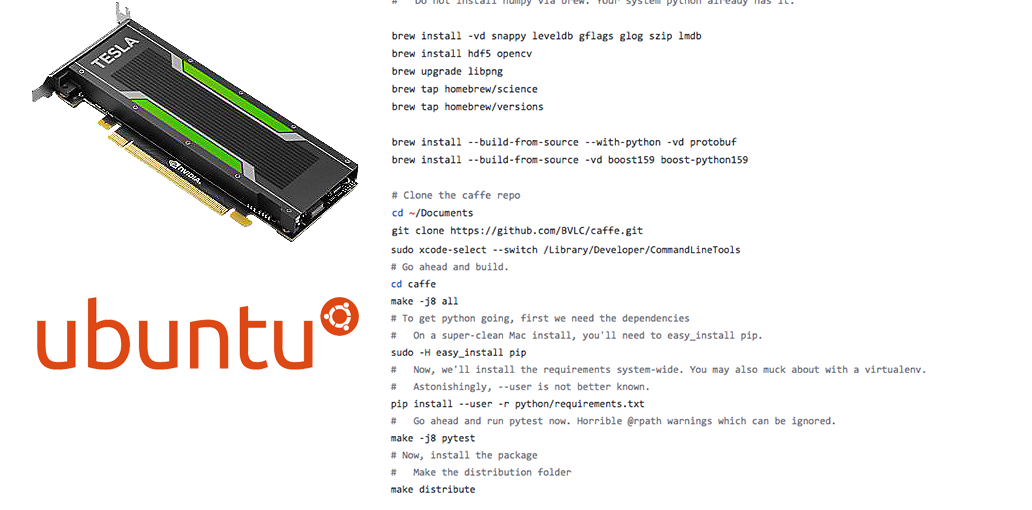 TESLA
NVIDIA.
ubuntu
# Do not install numpy via brew. Your system python already has it.
brew install -vd snappy leveldb gflags glog szip lmdb
brew install hdf5 opencv
brew upgrade libpng
brew tap homebrew/science
brew tap homebrew/versions
brew install --build-from-source --with-python -vd protobuf
brew install --build-from-source -vd boost159 boost-python159
# Clone the caffe repo
cd ~/Documents
git clone https://github.com/BVLC/caffe.git
sudo xcode-select --switch /Library/Developer/CommandLineTools
# Go ahead and build.
cd caffe
make -j8 all
# To get python going, first we need the dependencies
# On a super-clean Mac install, you'll need to easy_install pip.
sudo -H easy_install pip
# Now, we'll install the requirements system-wide. You may also muck about with a virtualenv.
# Astonishingly, --user is not better known.
pip install --user -r python/requirements.txt
# Go ahead and run pytest now. Horrible @rpath warnings which can be ignored.
make -j8 pytest
# Now, install the package
# Make the distribution folder
make distribute